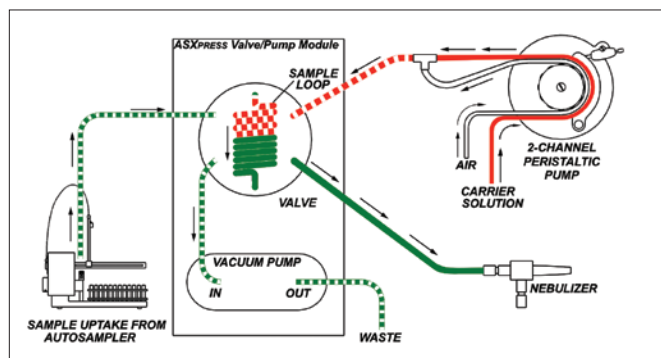 ASXPRESS Valve/Pump Module
SAMPLE
LOOP
AIR
2-CHANNEL
PERISTALTIC
PUMP
CARRIER
SOLUTION
VALVE
VACUUM PUMP
IN
OUT
NEBULIZER
SAMPLE UPTAKE FROM
AUTOSAMPLER
WASTE